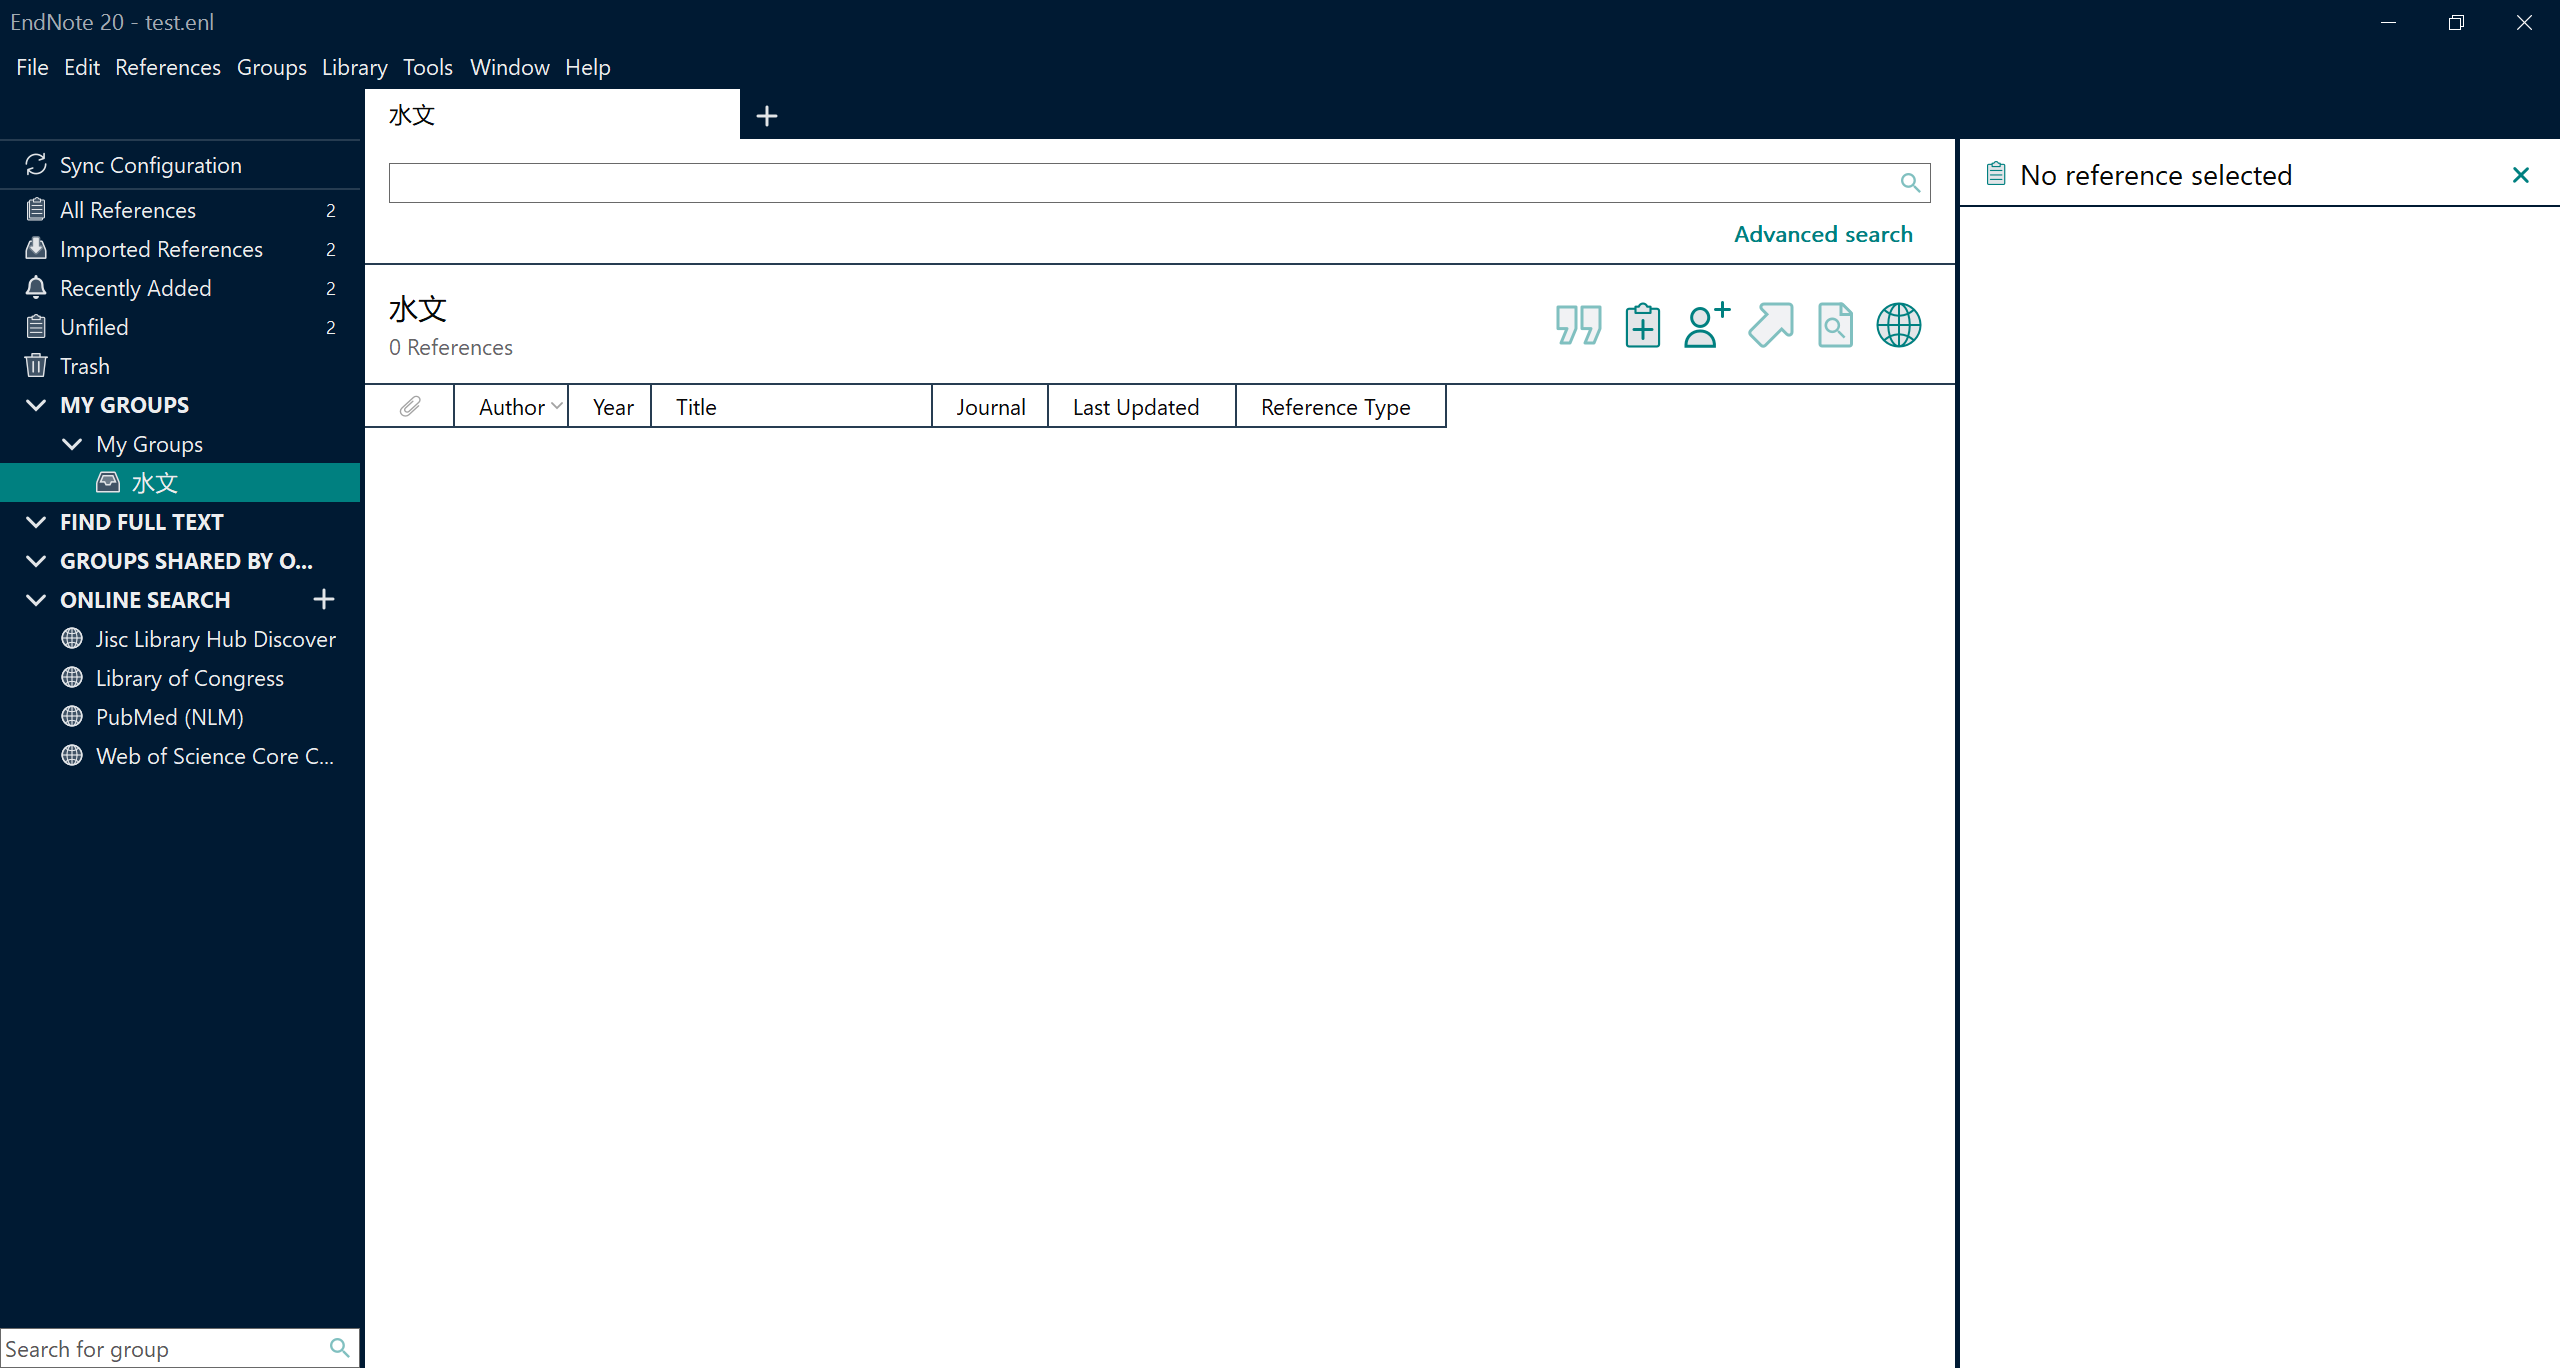 EndNote 20 - test.enl
File Edit References Groups Library Tools Window Help
水文
Sync Configuration
All References 2
Imported References 2
Recently Added 2
Unfiled 2
Trash
MY GROUPS
My Groups
水文
FIND FULL TEXT
GROUPS SHARED BY O...
ONLINE SEARCH
Jisc Library Hub Discover
Library of Congress
PubMed (NLM)
Web of Science Core C...
Search for group
Advanced search
水文
0 References
Author Year Title Journal Last Updated Reference Type
No reference selected